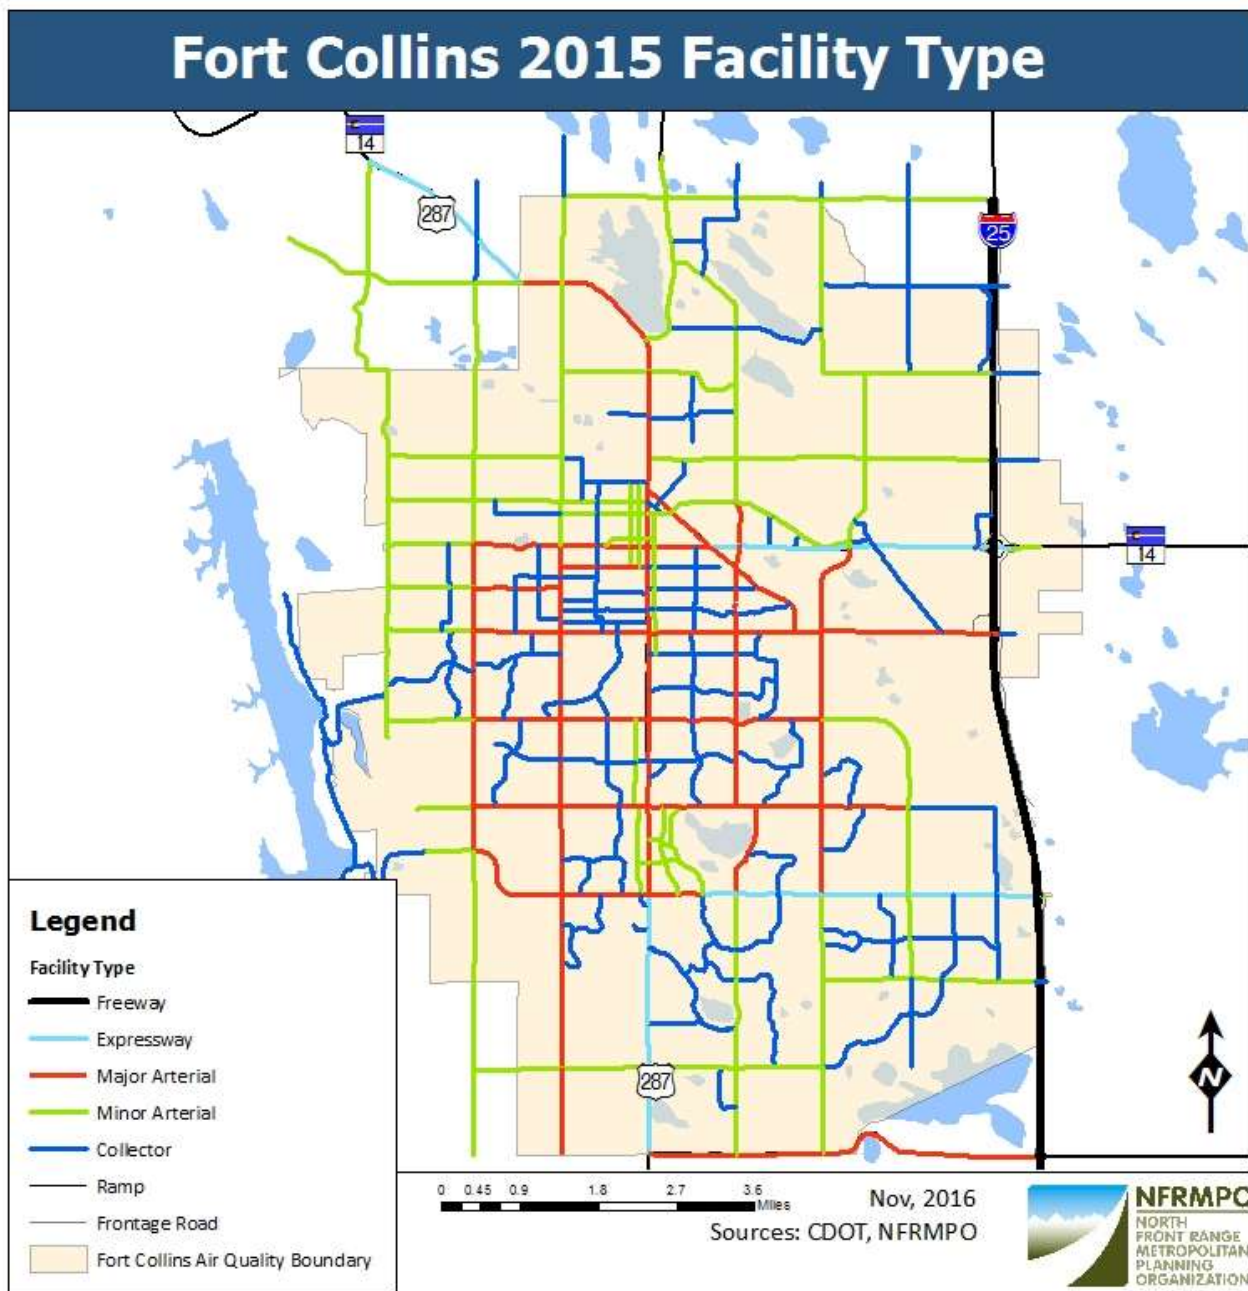 Fort Collins 2015 Facility Type
14
287
25
14
287
Legend
Facility Type
Freeway
Expressway
Major Arterial
Minor Arterial
Collector
Ramp
Frontage Road
Fort Collins Air Quality Boundary
0 0.45 0.9 1.8 2.7 3.6
Miles
Nov, 2016
Sources: CDOT, NFRMPO
N
NFRMPO
NORTH
FRONT RANGE
METROPOLITAN
PLANNING
ORGANIZATION